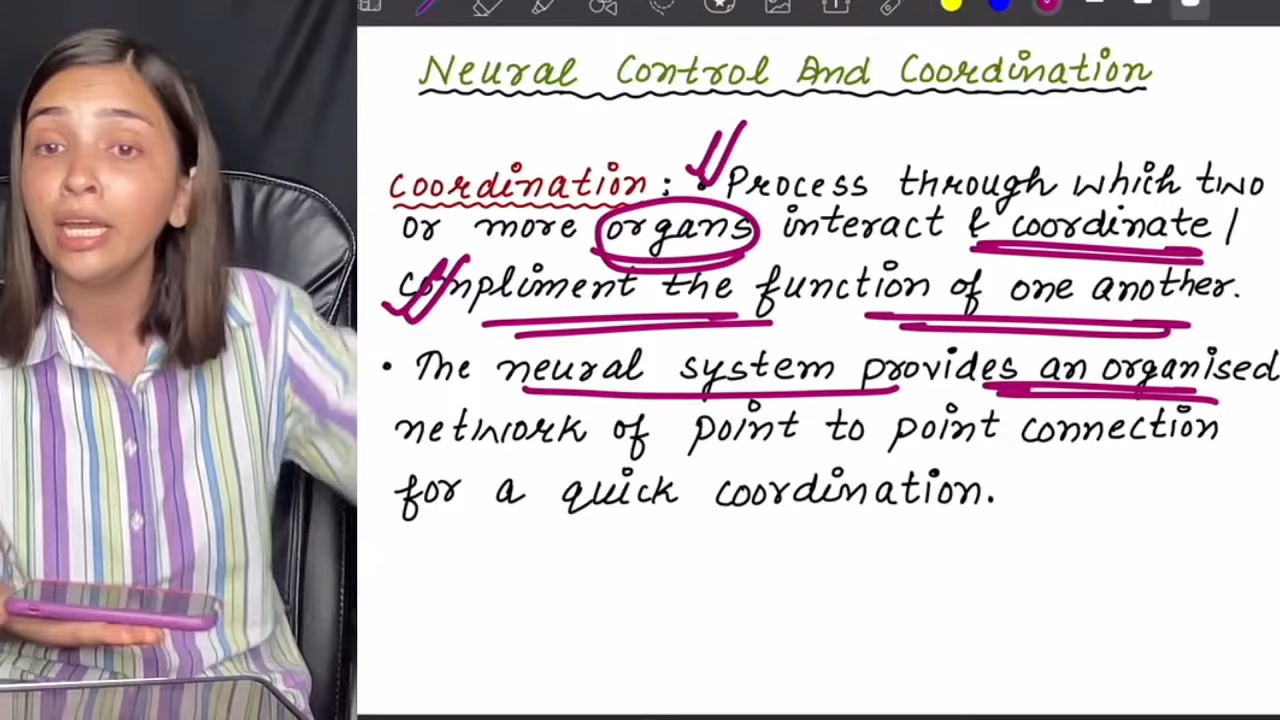 Neural Control And Coordination
Coordination : • Process through which two
or more organs interact & coordinate /
compliment the function of one another.
• The neural system provides an organised
network of point to point connection
for a quick coordination.